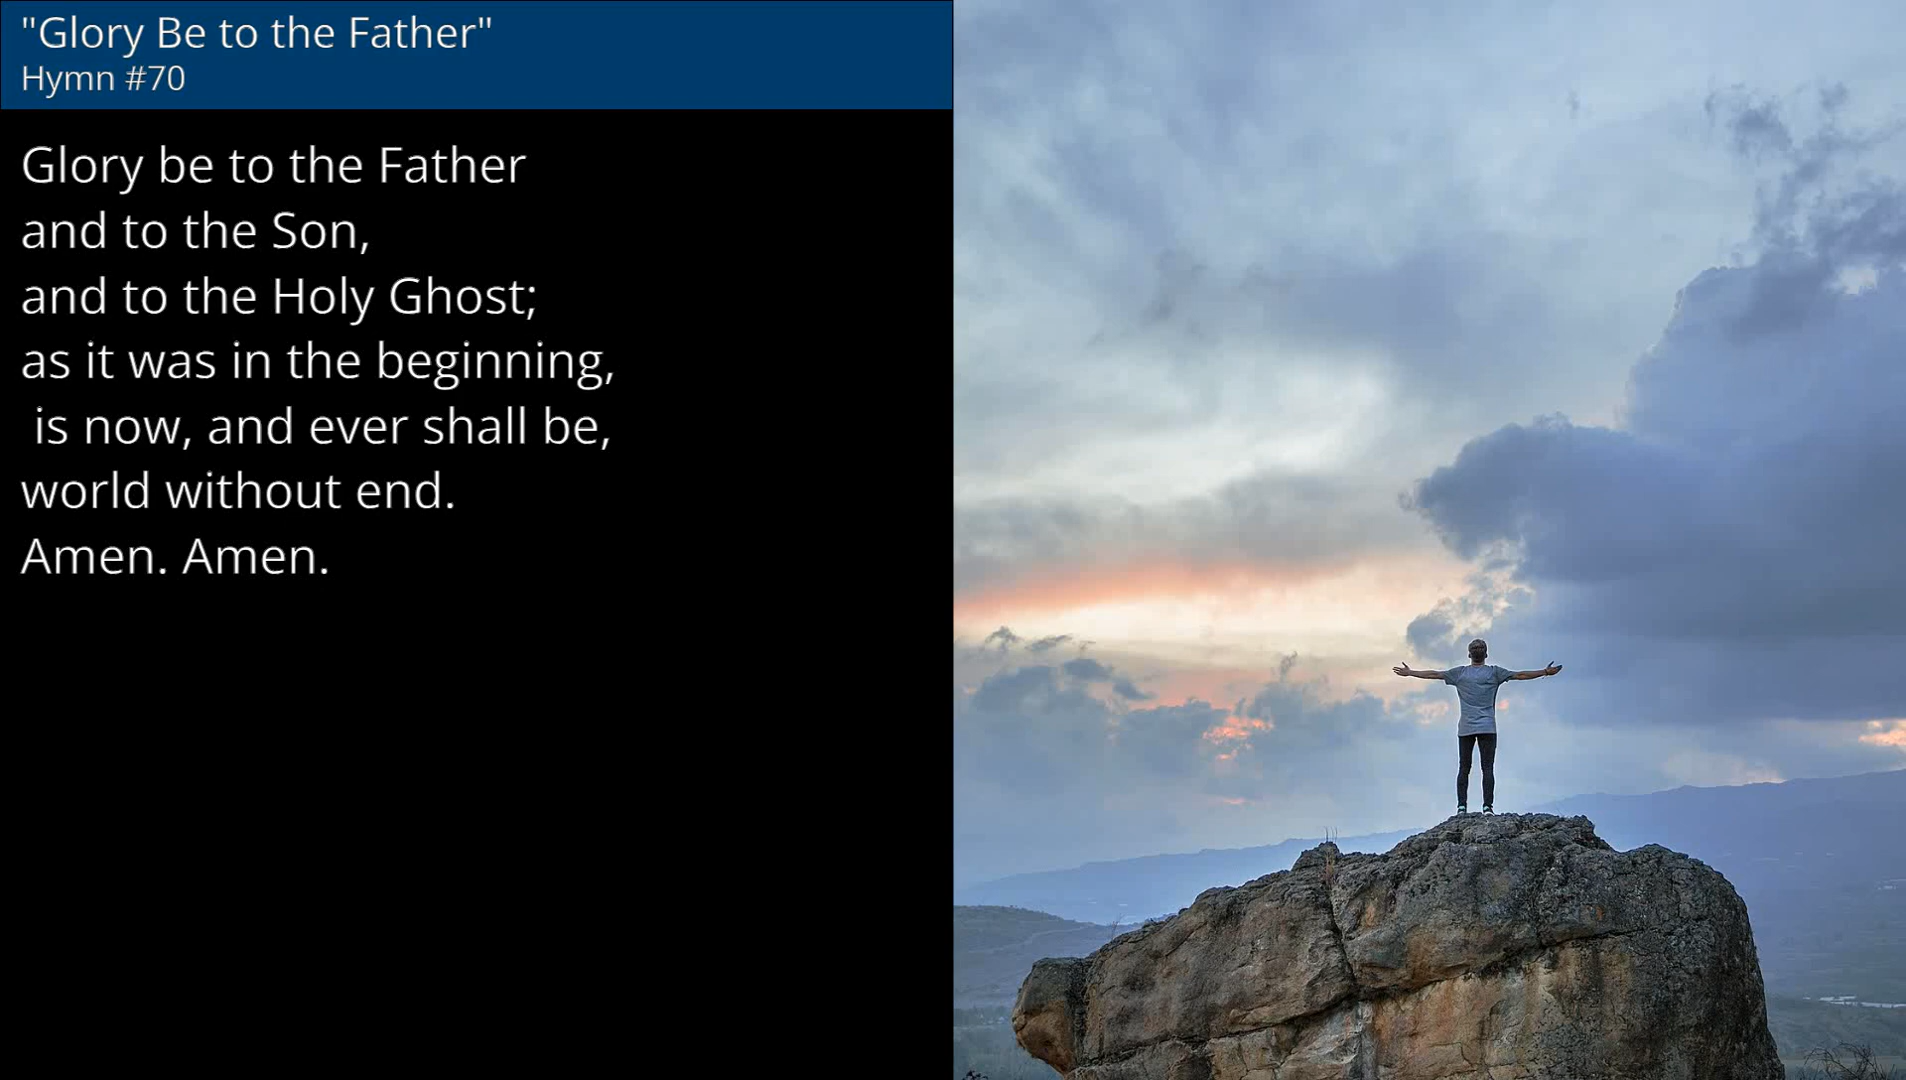 "Glory Be to the Father"
Hymn #70
Glory be to the Father
and to the Son,
and to the Holy Ghost;
as it was in the beginning,
is now, and ever shall be,
world without end.
Amen. Amen.